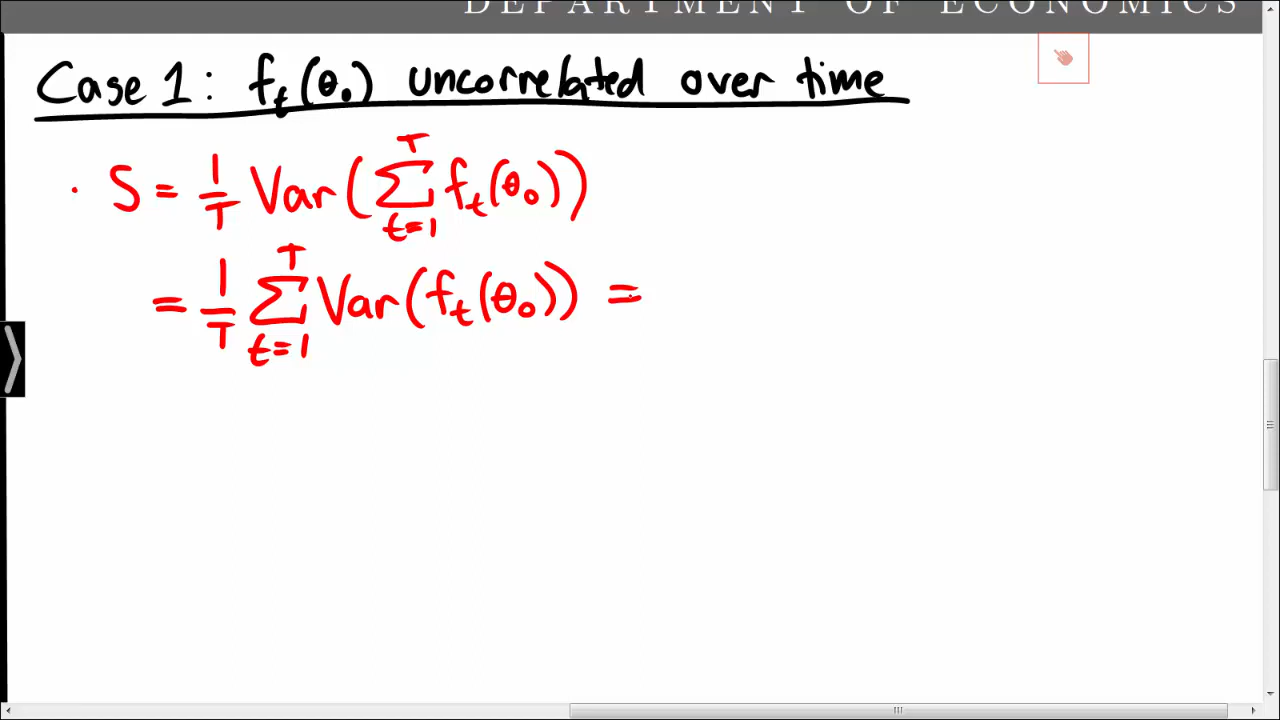 DEPARTMENT OF ECONOMICS
Case 1: f_t(θ_0) uncorrelated over time
· S = 1/T Var(∑_{t=1}^{T} f_t(θ_0))
= 1/T ∑_{t=1}^{T} Var(f_t(θ_0)) =